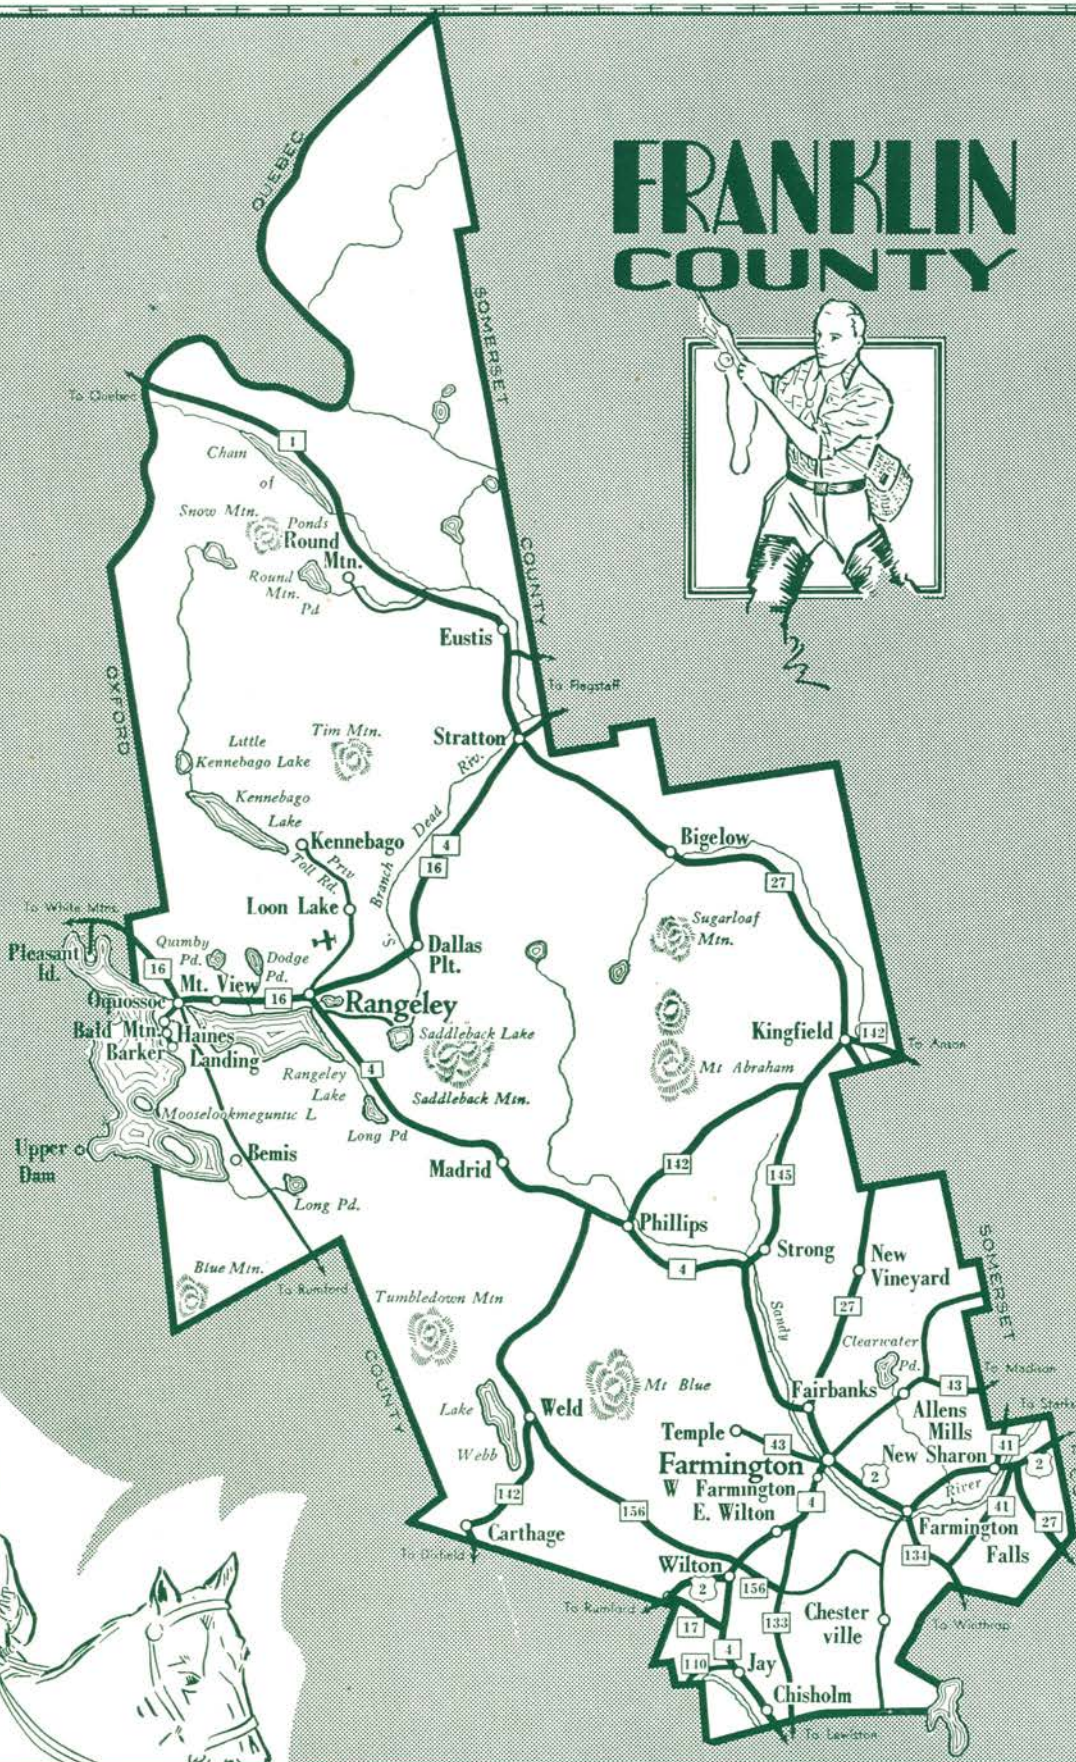 FRANKLIN
COUNTY
QUEBEC
SOMERSET
COUNTY
To Quebec
1
Chain
of
Ponds
Snow Mtn.
Round
Mtn.
Round
Mtn.
Pd
Eustis
To Flagstaff
OXFORD
Little
Kennebago Lake
Tim Mtn.
Stratton
Kennebago
Lake
Kennebago
Priv
Toll Rd.
S. Branch Dead Riv.
4
16
Bigelow
27
Loon Lake
To White Mtns.
Pleasant
Id.
Quimby
Pd.
Dodge
Pd.
Dallas
Plt.
Sugarloaf
Mtn.
16
Mt. View
16
Oquossoc
Rangeley
Bald Mtn.
Haines
Landing
Barker
Saddleback Lake
Kingfield
142
To Anson
Rangeley
Lake
4
Saddleback Mtn.
Mt Abraham
Mooselookmeguntic L
Long Pd
Upper
Dam
Bemis
Madrid
142
145
Long Pd.
Phillips
Strong
New
Vineyard
SOMERSET
4
Blue Mtn.
To Rumford
Tumbledown Mtn
Sandy
27
Clearwater
Pd.
COUNTY
Mt Blue
Fairbanks
43
To Madison
Lake
Webb
Weld
Allens
Mills
To Starks
Temple
43
New Sharon
41
2
Farmington
2
W Farmington
River
142
156
E. Wilton
4
41
27
Carthage
Farmington
Falls
134
To Dixfield
Wilton
2
156
To Rumford
17
133
Chester
ville
To Winthrop
4
140
Jay
Chisholm
To Lewiston